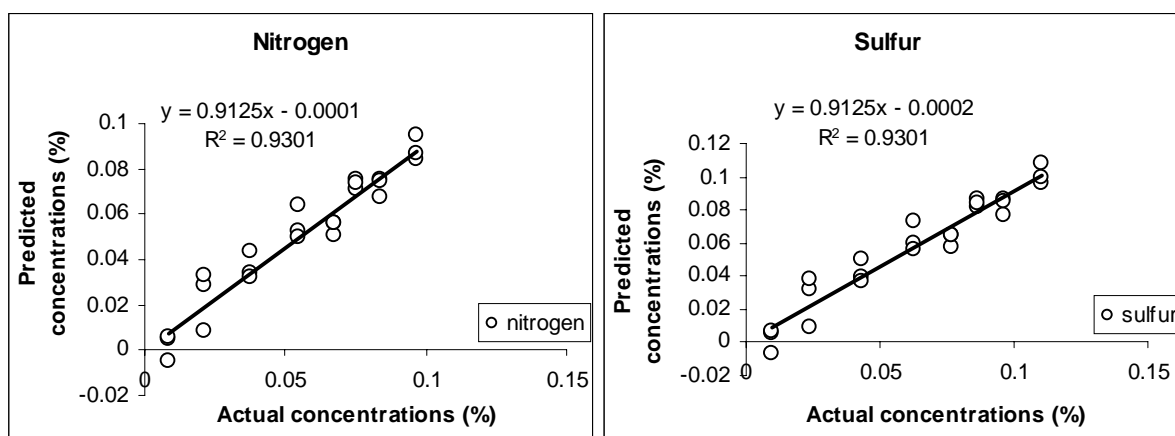 Nitrogen
y = 0.9125x - 0.0001
R² = 0.9301
Predicted
concentrations (%)
0.1
0.08
0.06
0.04
0.02
0
-0.02
0
0.05
0.1
0.15
Actual concentrations (%)
nitrogen
Sulfur
y = 0.9125x - 0.0002
R² = 0.9301
Predicted
concentrations (%)
0.12
0.1
0.08
0.06
0.04
0.02
0
-0.02
0
0.05
0.1
0.15
Actual concentrations (%)
sulfur